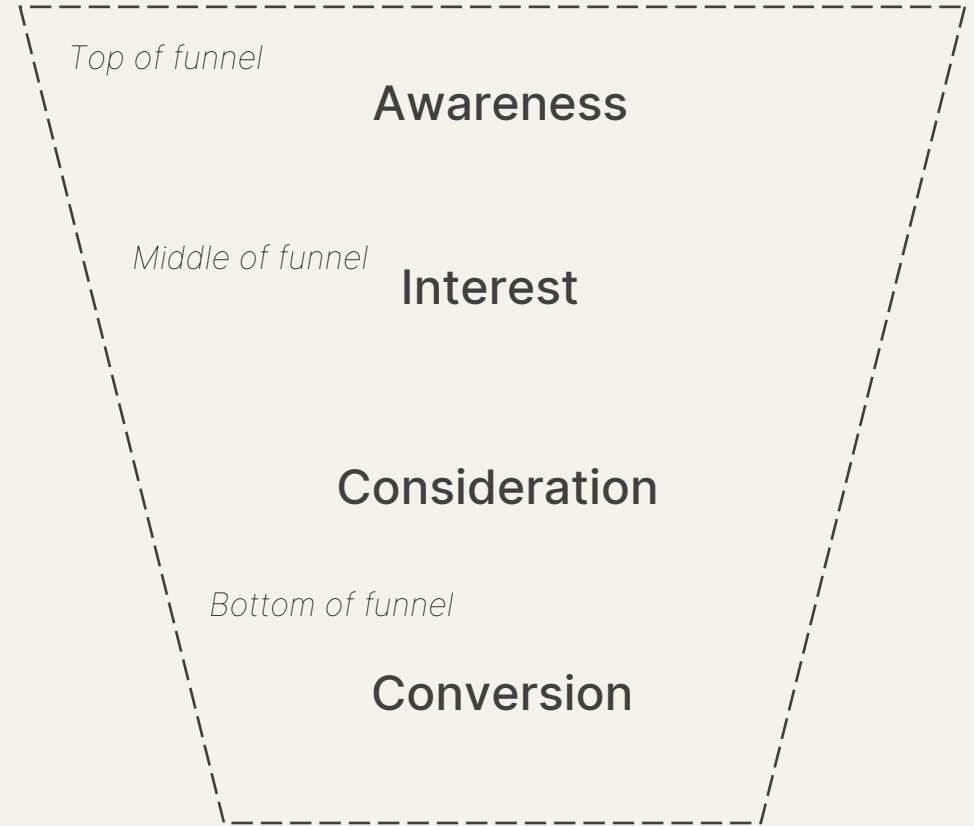 Top of funnel
Awareness
Middle of funnel
Interest
Consideration
Bottom of funnel
Conversion